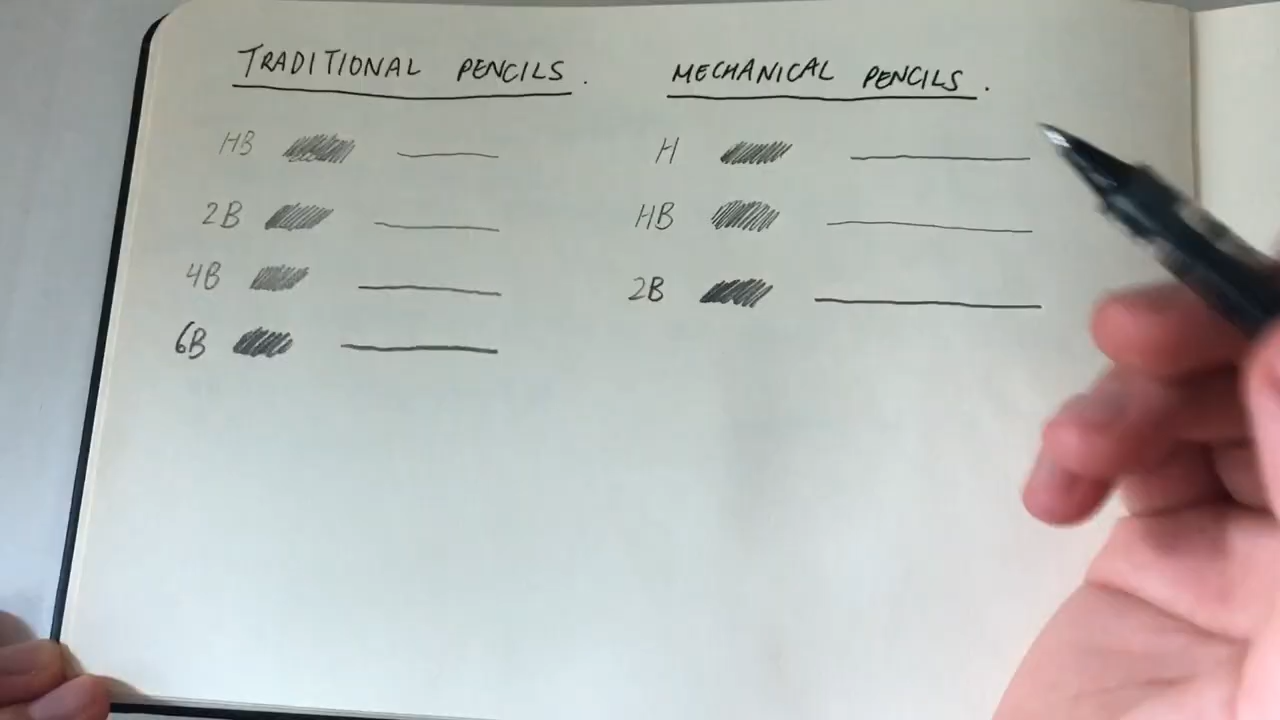 TRADITIONAL PENCILS.
HB
2B
4B
6B
MECHANICAL PENCILS.
H
HB
2B